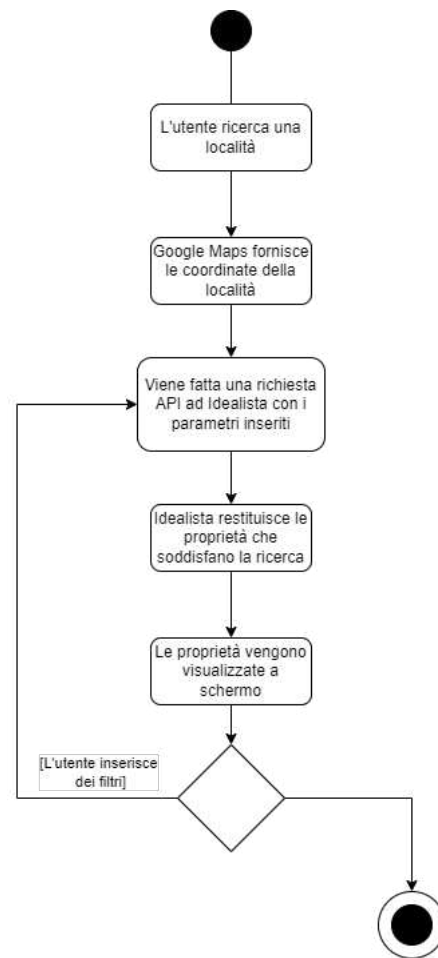 L'utente ricerca una
località
Google Maps fornisce
le coordinate della
località
Viene fatta una richiesta
API ad Idealista con i
parametri inseriti
Idealista restituisce le
proprietà che
soddisfano la ricerca
Le proprietà vengono
visualizzate a
schermo
[L'utente inserisce
dei filtri]